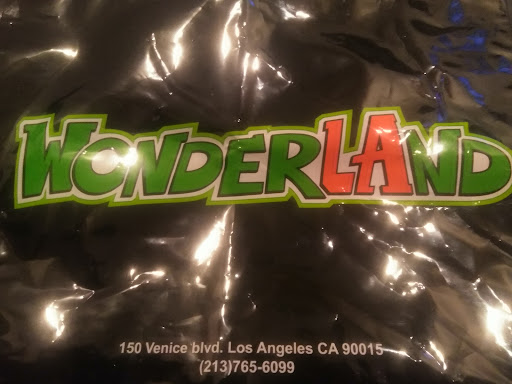 WONDERLAND
150 Venice blvd. Los Angeles CA 90015
(213)765-6099